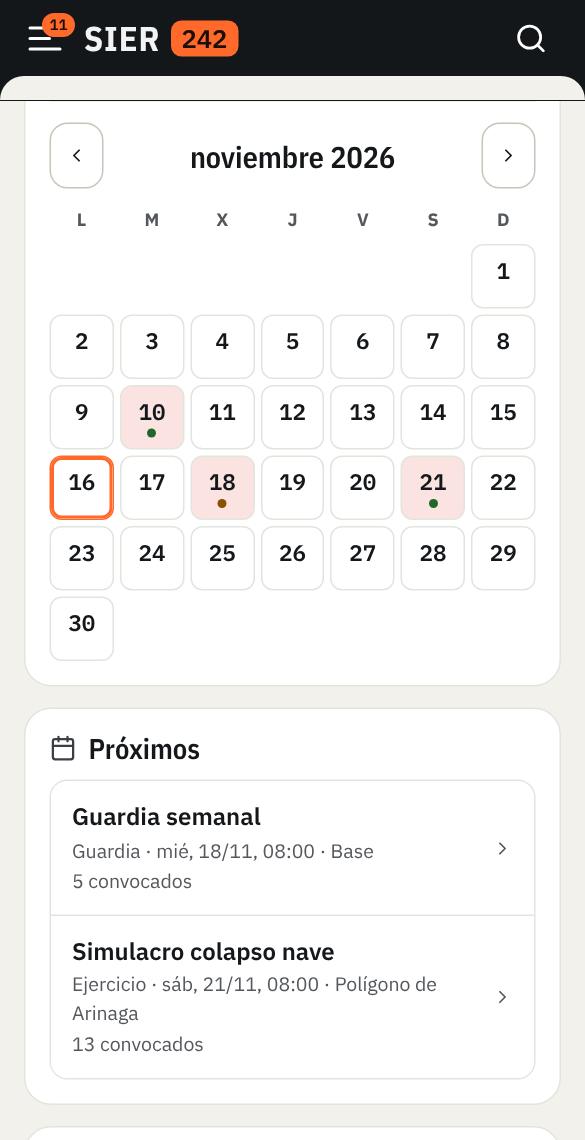 11
SIER 242
noviembre 2026
L M X J V S D
1
2 3 4 5 6 7 8
9 10 11 12 13 14 15
16 17 18 19 20 21 22
23 24 25 26 27 28 29
30
Próximos
Guardia semanal
Guardia · mié, 18/11, 08:00 · Base
5 convocados
Simulacro colapso nave
Ejercicio · sáb, 21/11, 08:00 · Polígono de
Arinaga
13 convocados